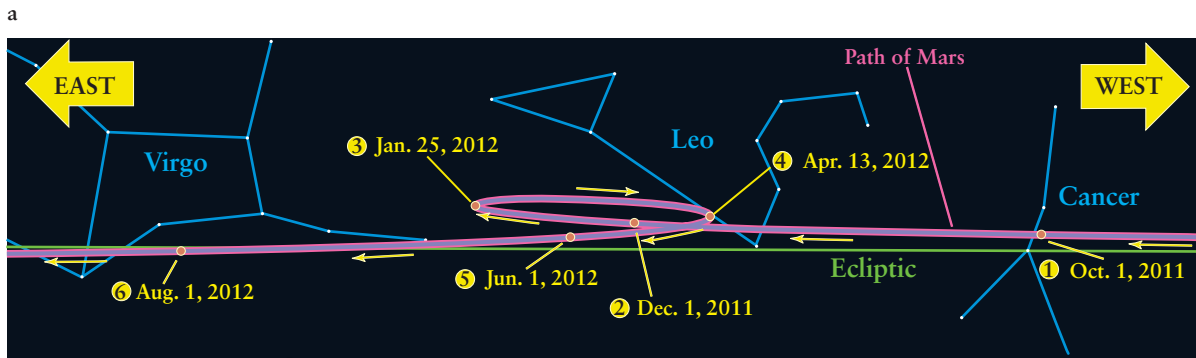 a
EAST
WEST
Path of Mars
③ Jan. 25, 2012
Leo
④ Apr. 13, 2012
Virgo
Cancer
Ecliptic
① Oct. 1, 2011
⑤ Jun. 1, 2012
⑥ Aug. 1, 2012
② Dec. 1, 2011